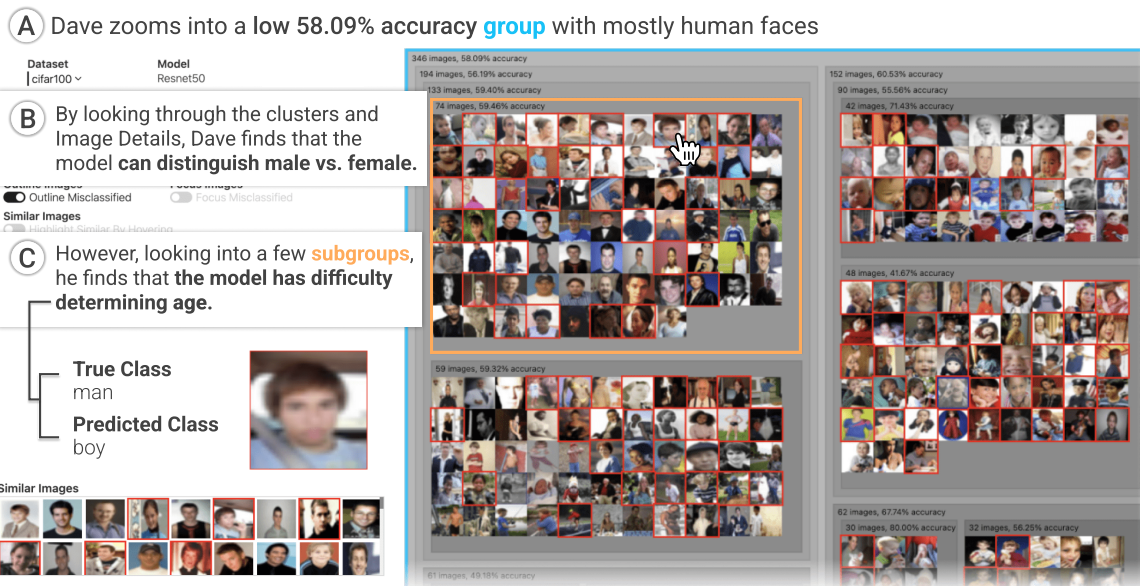 A Dave zooms into a low 58.09% accuracy group with mostly human faces
Dataset
cifar100
Model
Resnet50
B By looking through the clusters and
Image Details, Dave finds that the
model can distinguish male vs. female.
Outline Images
Focus Images
Outline Misclassified
Focus Misclassified
Similar Images
Highlight Similar By Hovering
C However, looking into a few subgroups,
he finds that the model has difficulty
determining age.
True Class
man
Predicted Class
boy
Similar Images
346 images, 58.09% accuracy
194 images, 56.19% accuracy
133 images, 59.40% accuracy
74 images, 59.46% accuracy
59 images, 59.32% accuracy
61 images, 49.18% accuracy
152 images, 60.53% accuracy
90 images, 55.56% accuracy
42 images, 71.43% accuracy
48 images, 41.67% accuracy
62 images, 67.74% accuracy
30 images, 80.00% accuracy
32 images, 56.25% accuracy